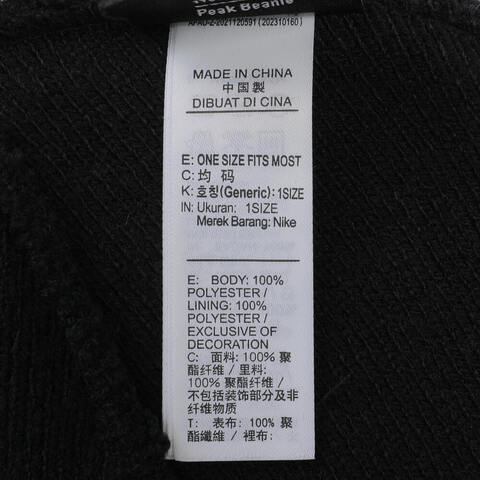 Peak Beanie
AFAO-Z-2021120591 (202310160)
MADE IN CHINA
中国製
DIBUAT DI CINA
E: ONE SIZE FITS MOST
C: 均 码
K: 호칭(Generic): 1SIZE
IN: Ukuran: 1SIZE
Merek Barang: Nike
E: BODY: 100%
POLYESTER /
LINING: 100%
POLYESTER /
EXCLUSIVE OF
DECORATION
C: 面料: 100% 聚
酯纤维 / 里料:
100% 聚酯纤维 /
不包括装饰部分及非
纤维物质
T: 表布: 100% 聚
酯纖維 / 裡布: